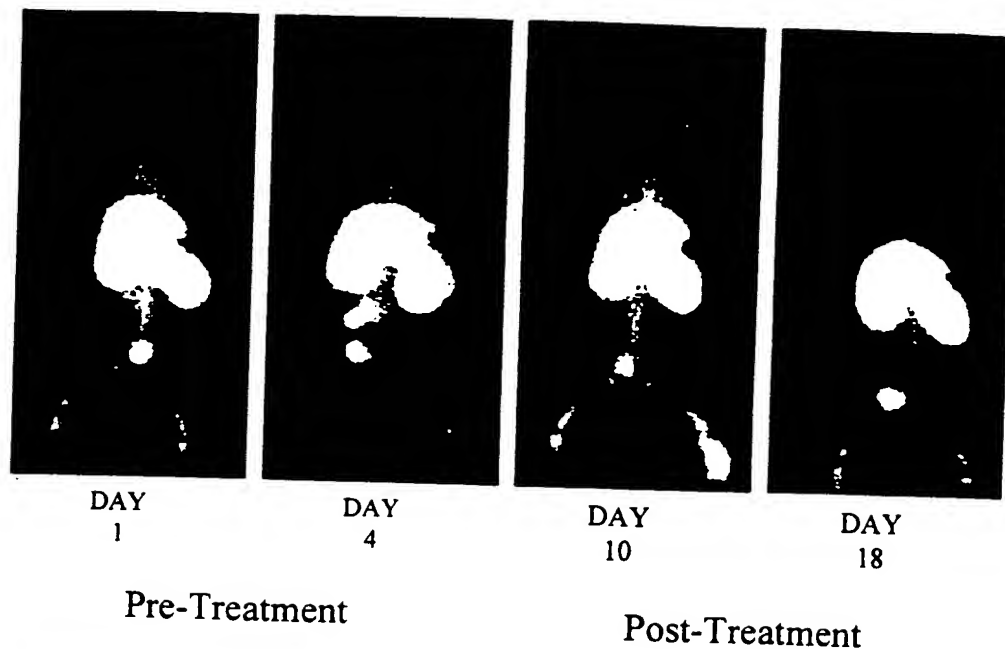 DAY
1
DAY
4
DAY
10
DAY
18
Pre-Treatment
Post-Treatment